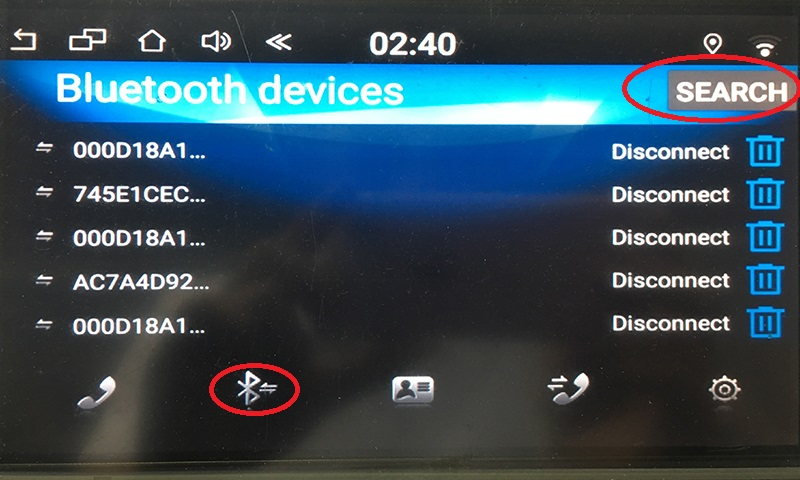 02:40
Bluetooth devices SEARCH
000D18A1... Disconnect
745E1CEC... Disconnect
000D18A1... Disconnect
AC7A4D92... Disconnect
000D18A1... Disconnect